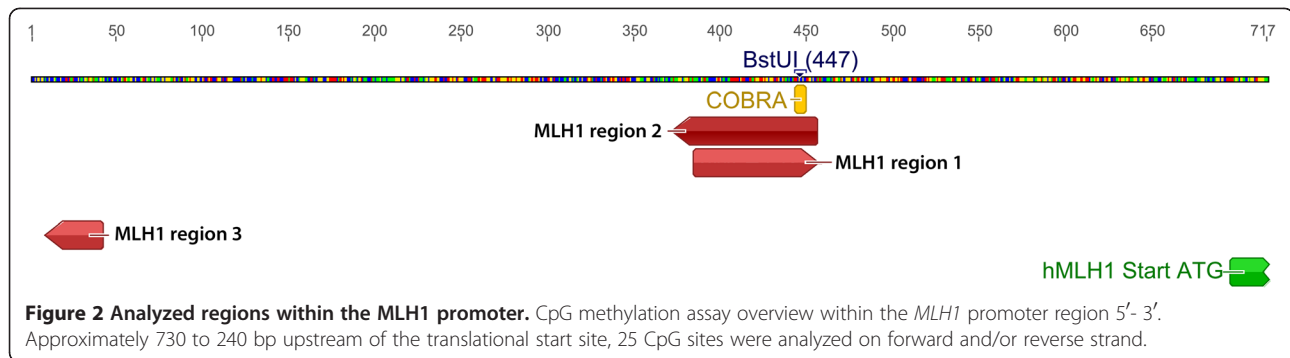 1 50 100 150 200 250 300 350 400 450 500 550 600 650 717
BstUI (447)
COBRA
MLH1 region 2
MLH1 region 1
MLH1 region 3
hMLH1 Start ATG
Figure 2 Analyzed regions within the MLH1 promoter. CpG methylation assay overview within the MLH1 promoter region 5′- 3′.
Approximately 730 to 240 bp upstream of the translational start site, 25 CpG sites were analyzed on forward and/or reverse strand.